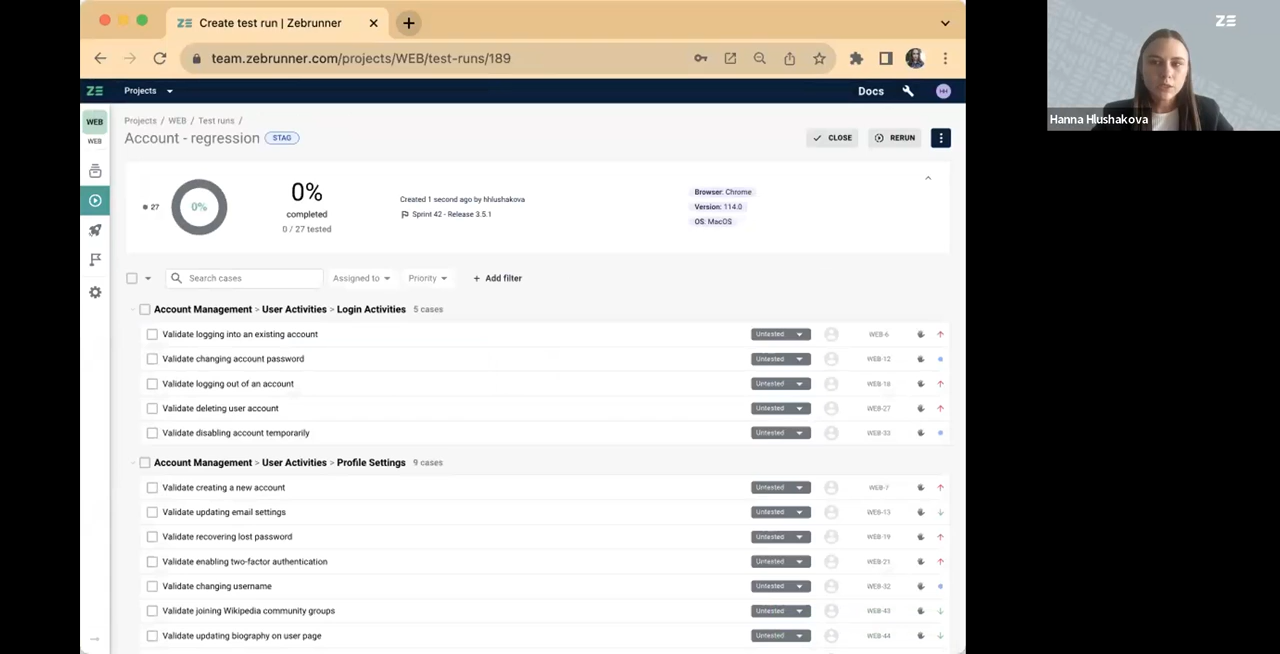 Create test run | Zebrunner
team.zebrunner.com/projects/WEB/test-runs/189
Projects
Docs
HH
WEB
WEB
Projects / WEB / Test runs /
Account - regression STAG
CLOSE
RERUN
27
0%
0%
completed
0 / 27 tested
Created 1 second ago by hhlushakova
Sprint 42 - Release 3.5.1
Browser: Chrome
Version: 114.0
OS: MacOS
Search cases
Assigned to
Priority
+ Add filter
Account Management > User Activities > Login Activities 5 cases
Validate logging into an existing account Untested WEB-6
Validate changing account password Untested WEB-12
Validate logging out of an account Untested WEB-18
Validate deleting user account Untested WEB-27
Validate disabling account temporarily Untested WEB-33
Account Management > User Activities > Profile Settings 9 cases
Validate creating a new account Untested WEB-7
Validate updating email settings Untested WEB-13
Validate recovering lost password Untested WEB-19
Validate enabling two-factor authentication Untested WEB-21
Validate changing username Untested WEB-32
Validate joining Wikipedia community groups Untested WEB-43
Validate updating biography on user page Untested WEB-44
Hanna Hlushakova